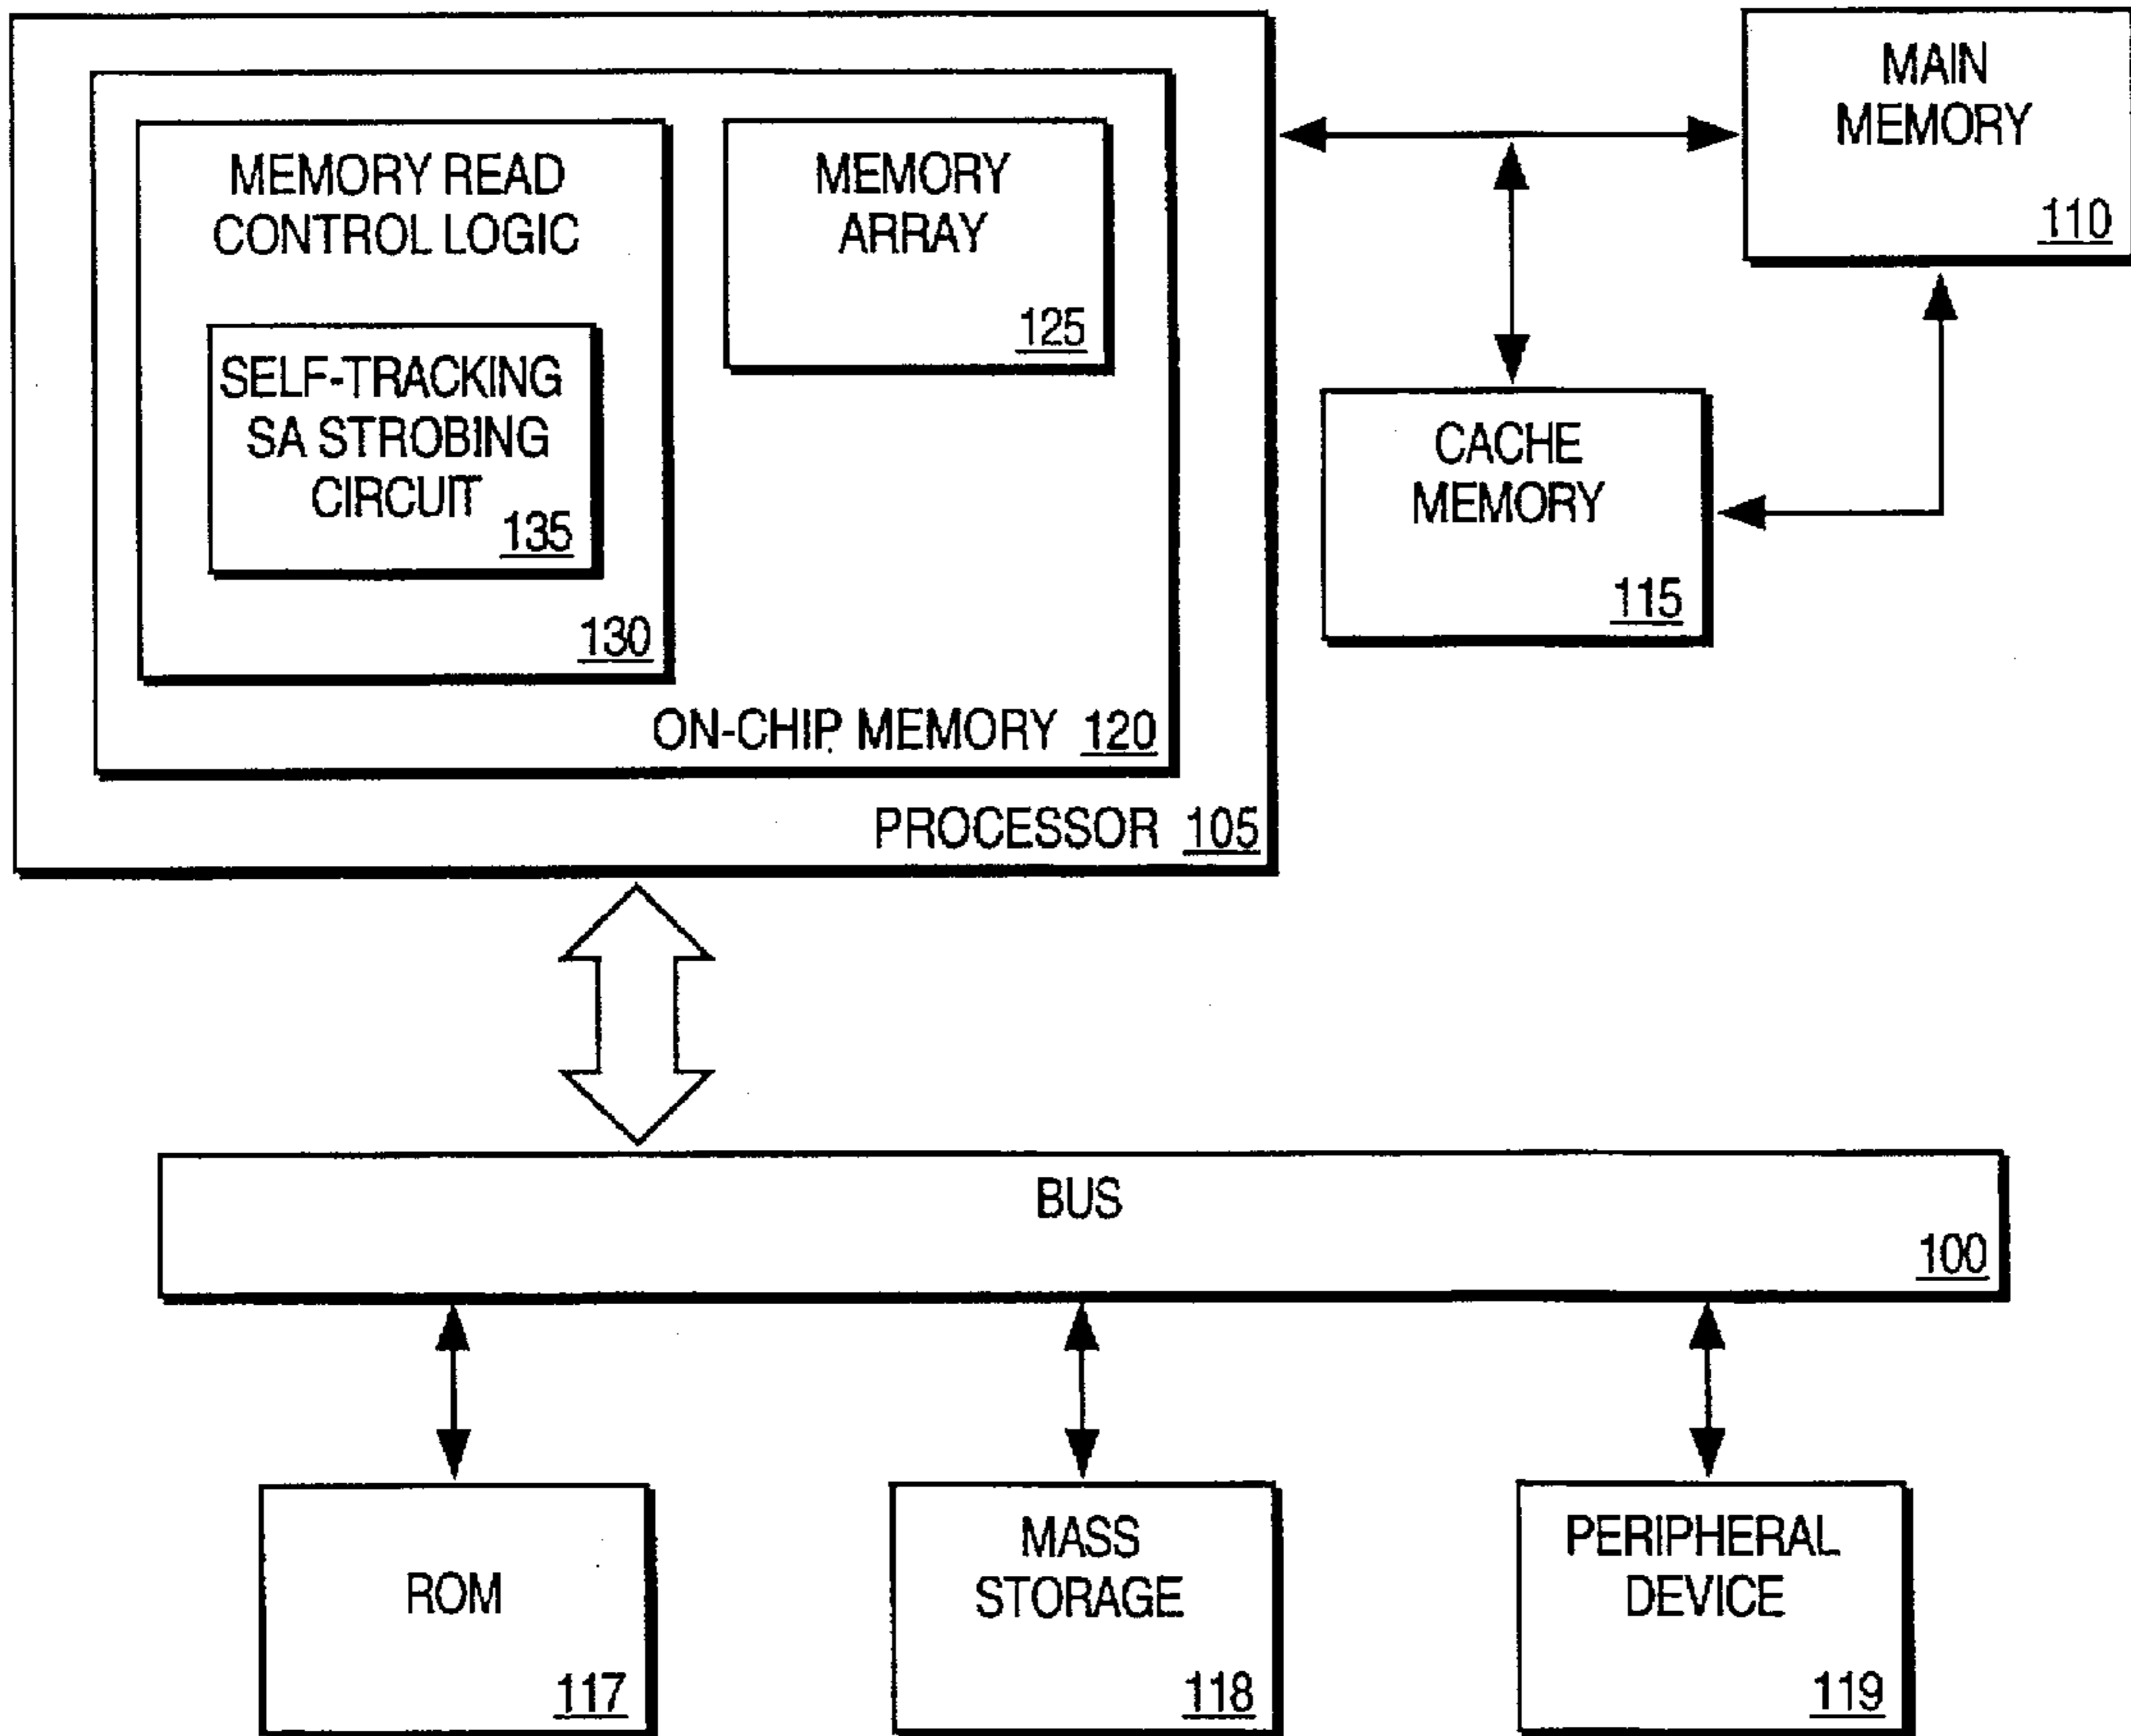 MEMORY READ
CONTROL LOGIC
SELF-TRACKING
SA STROBING
CIRCUIT
135
130
MEMORY
ARRAY
125
ON-CHIP MEMORY 120
PROCESSOR 105
MAIN
MEMORY
110
CACHE
MEMORY
115
BUS
100
ROM
117
MASS
STORAGE
118
PERIPHERAL
DEVICE
119